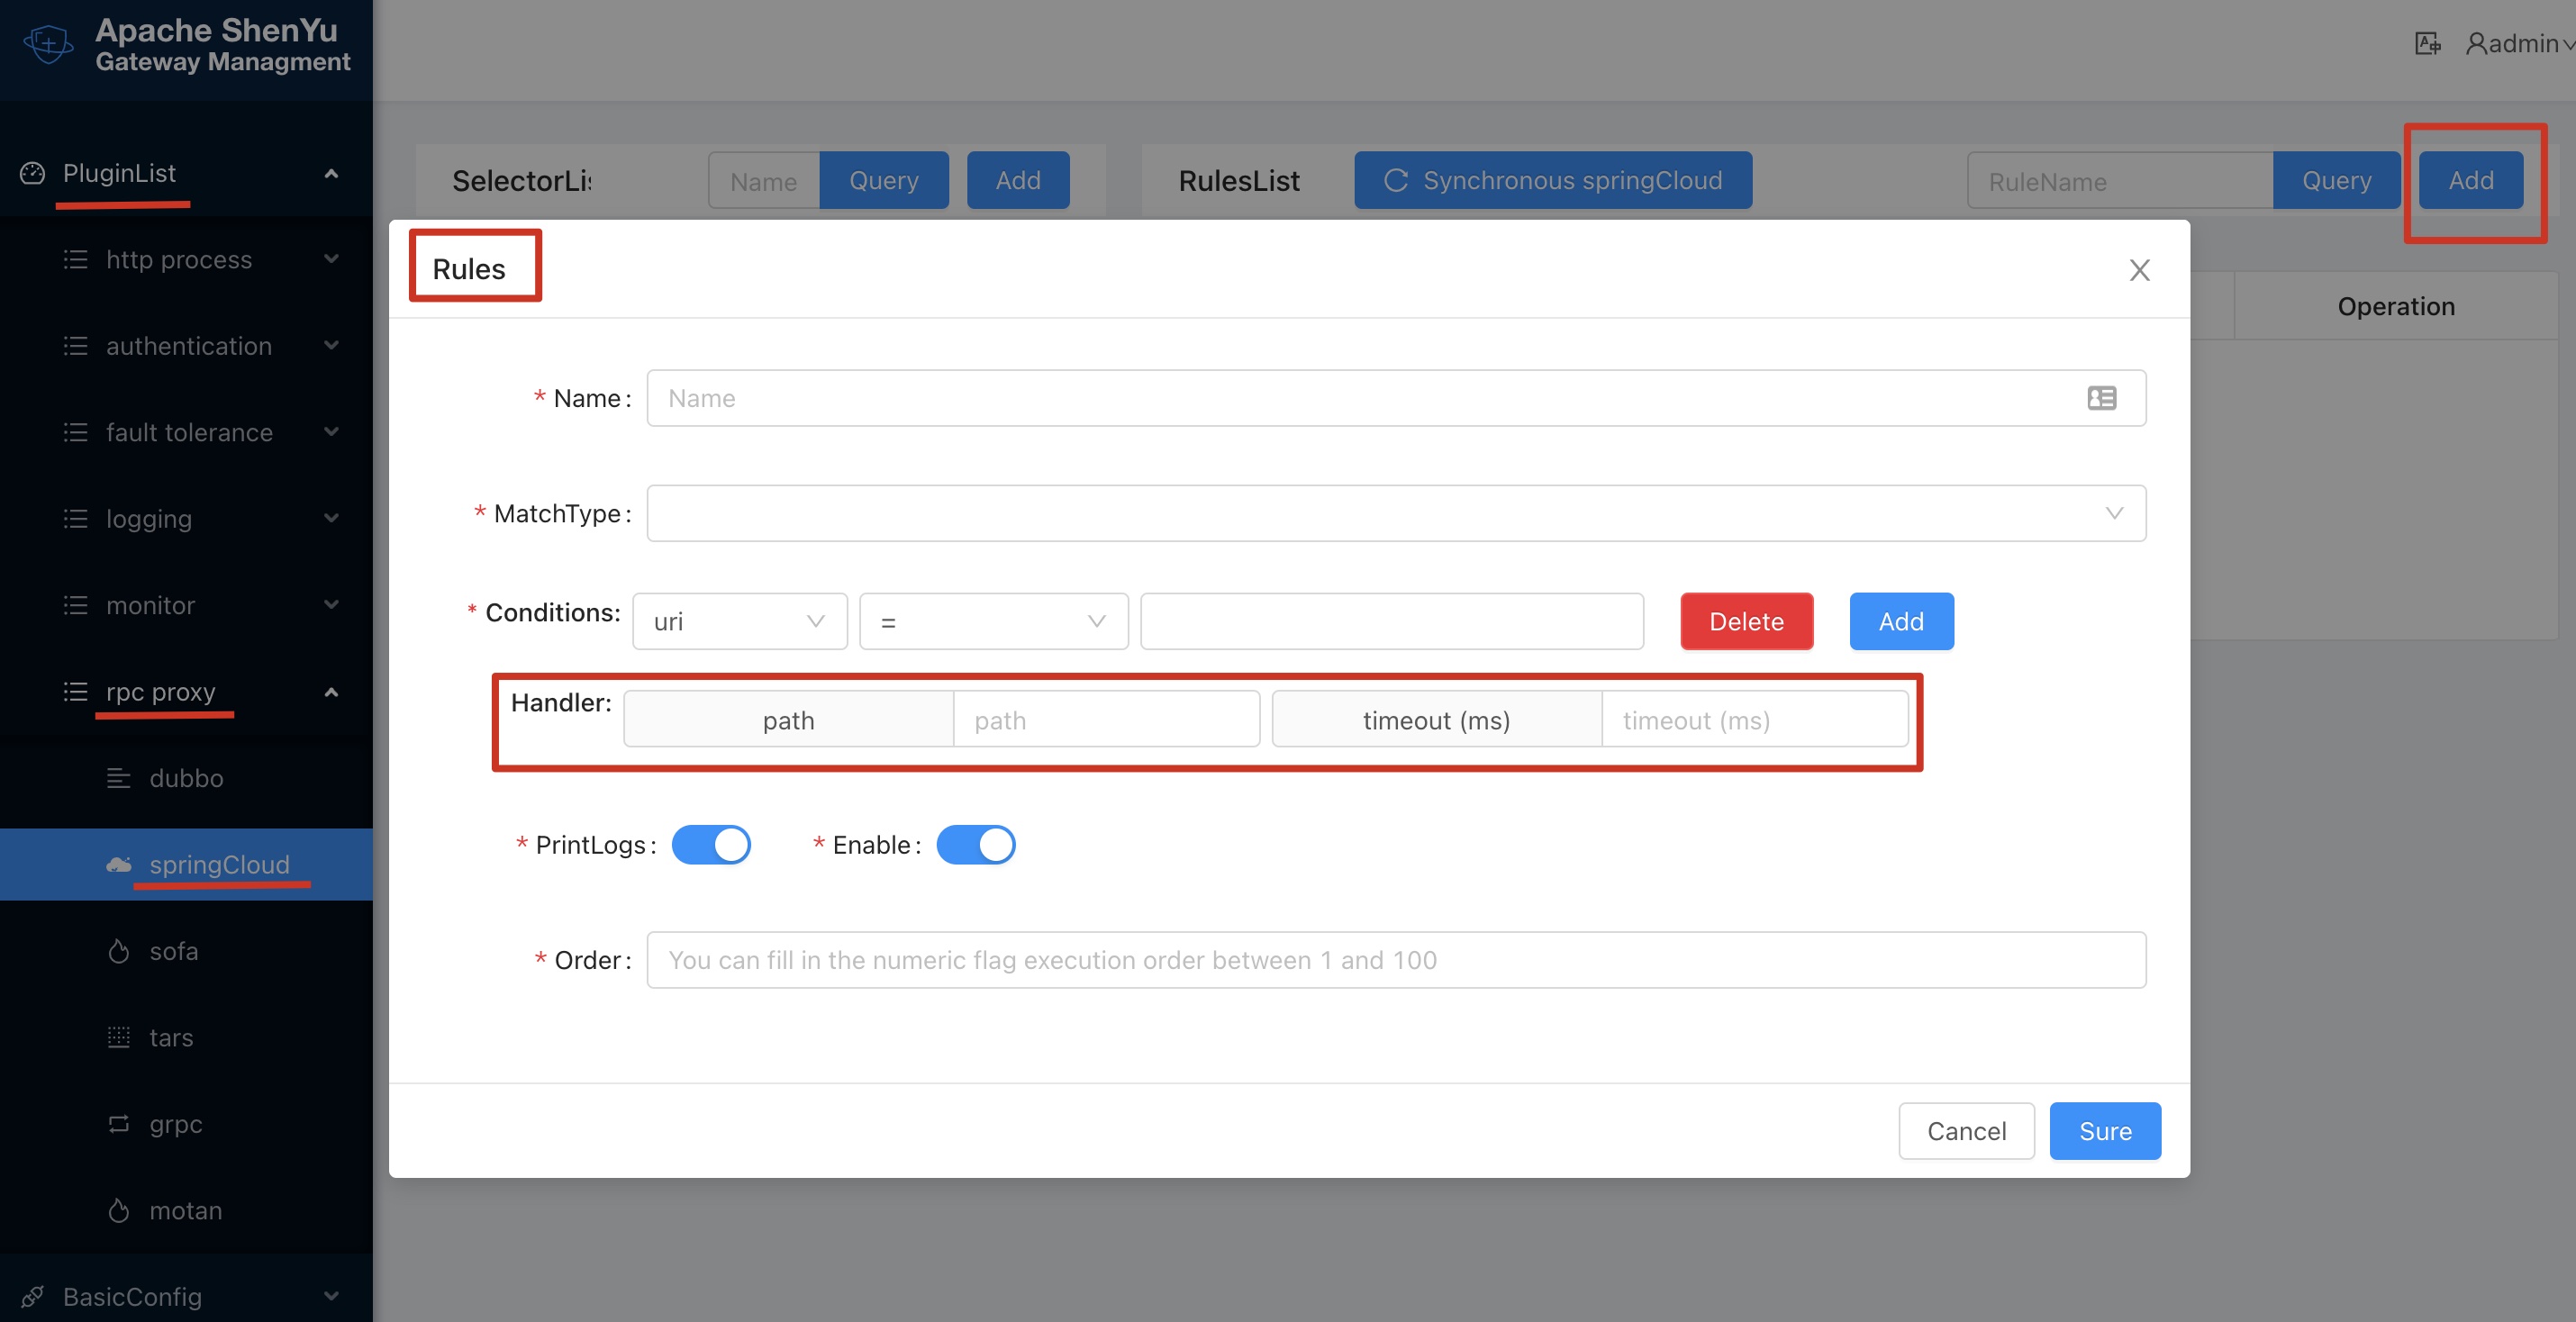 Apache ShenYu
Gateway Managment
admin
PluginList
http process
authentication
fault tolerance
logging
monitor
rpc proxy
dubbo
springCloud
sofa
tars
grpc
motan
BasicConfig
SelectorLi
Name Query Add
RulesList Synchronous springCloud RuleName Query Add
Operation
Rules
* Name: Name
* MatchType:
* Conditions: uri = Delete Add
Handler: path path timeout (ms) timeout (ms)
* PrintLogs: * Enable:
* Order: You can fill in the numeric flag execution order between 1 and 100
Cancel Sure